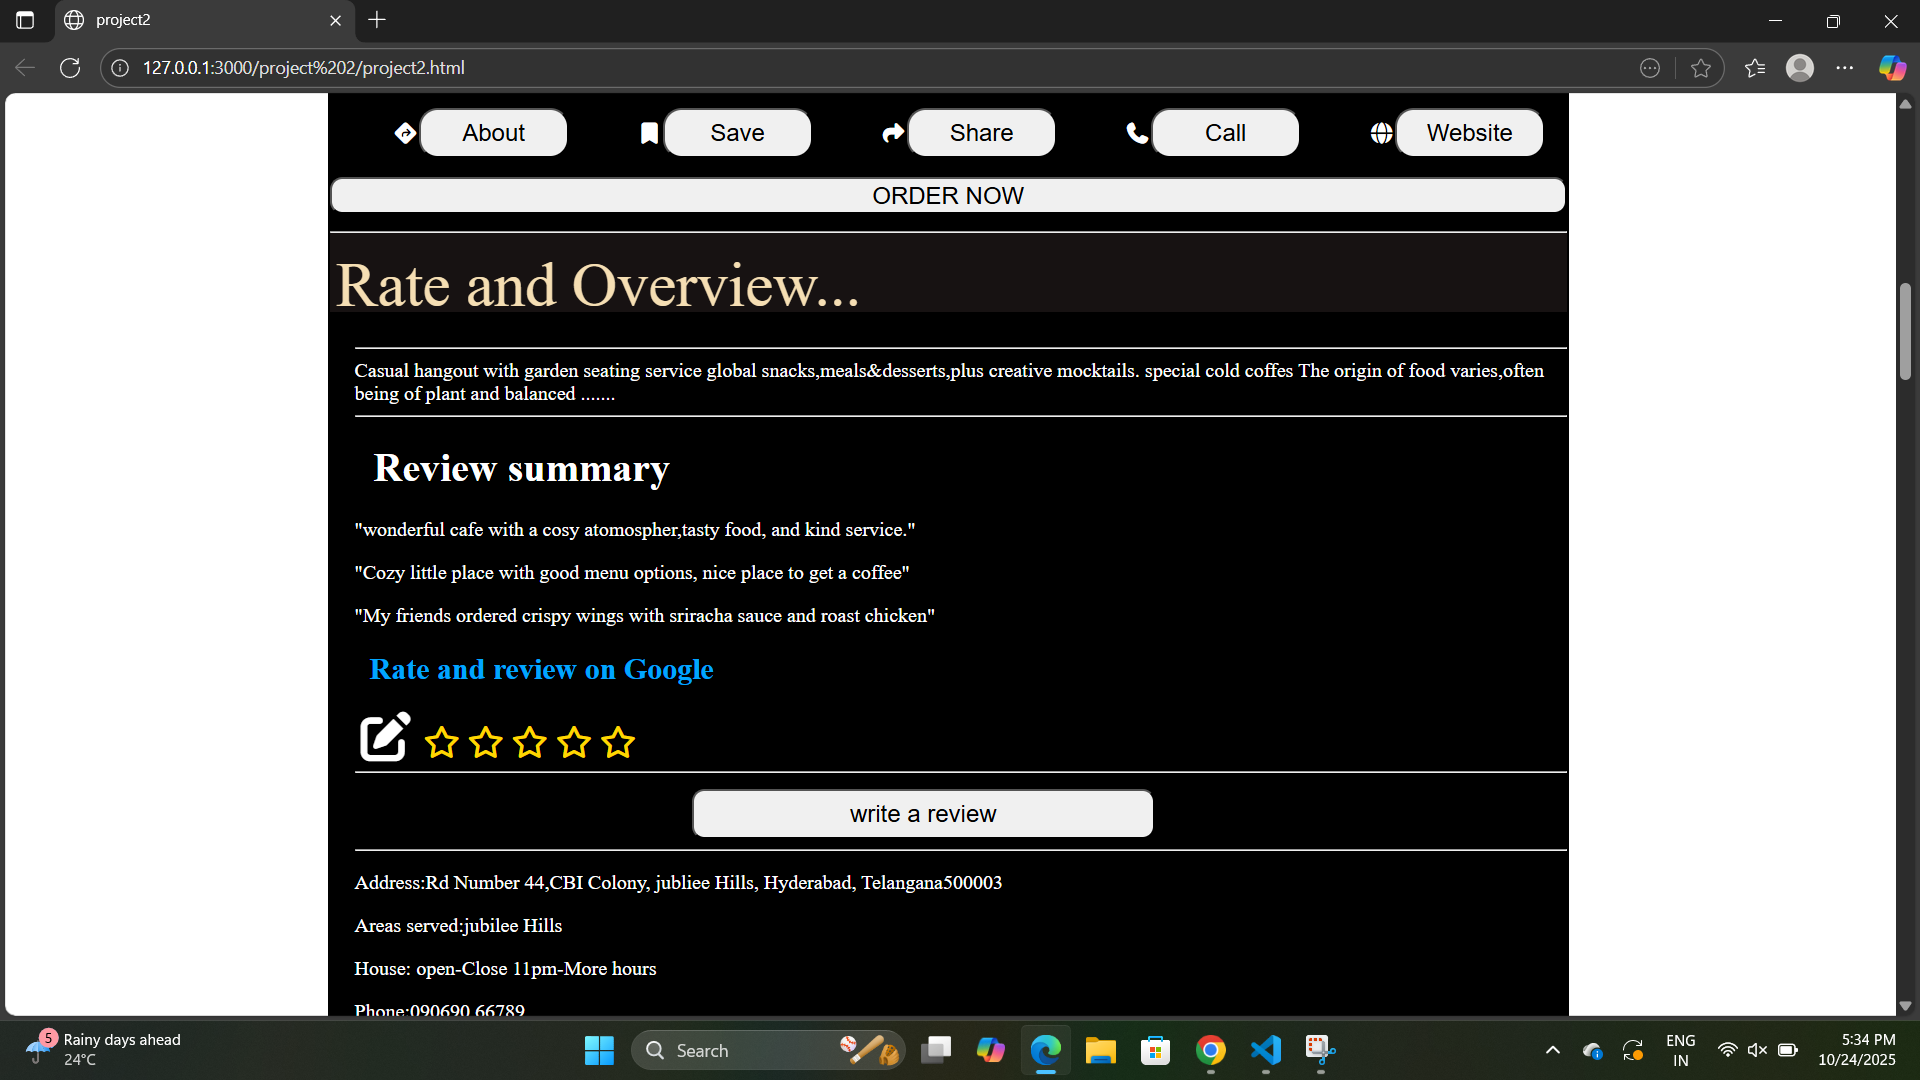 project2
127.0.0.1:3000/project%202/project2.html
About Save Share Call Website
ORDER NOW
Rate and Overview...
Casual hangout with garden seating service global snacks,meals&desserts,plus creative mocktails. special cold coffes The origin of food varies,often
being of plant and balanced .......
Review summary
"wonderful cafe with a cosy atomospher,tasty food, and kind service."
"Cozy little place with good menu options, nice place to get a coffee"
"My friends ordered crispy wings with sriracha sauce and roast chicken"
Rate and review on Google
write a review
Address:Rd Number 44,CBI Colony, jubliee Hills, Hyderabad, Telangana500003
Areas served:jubilee Hills
House: open-Close 11pm-More hours
Phone:090690 66789
5
Rainy days ahead
24°C
Search
ENG
IN
5:34 PM
10/24/2025